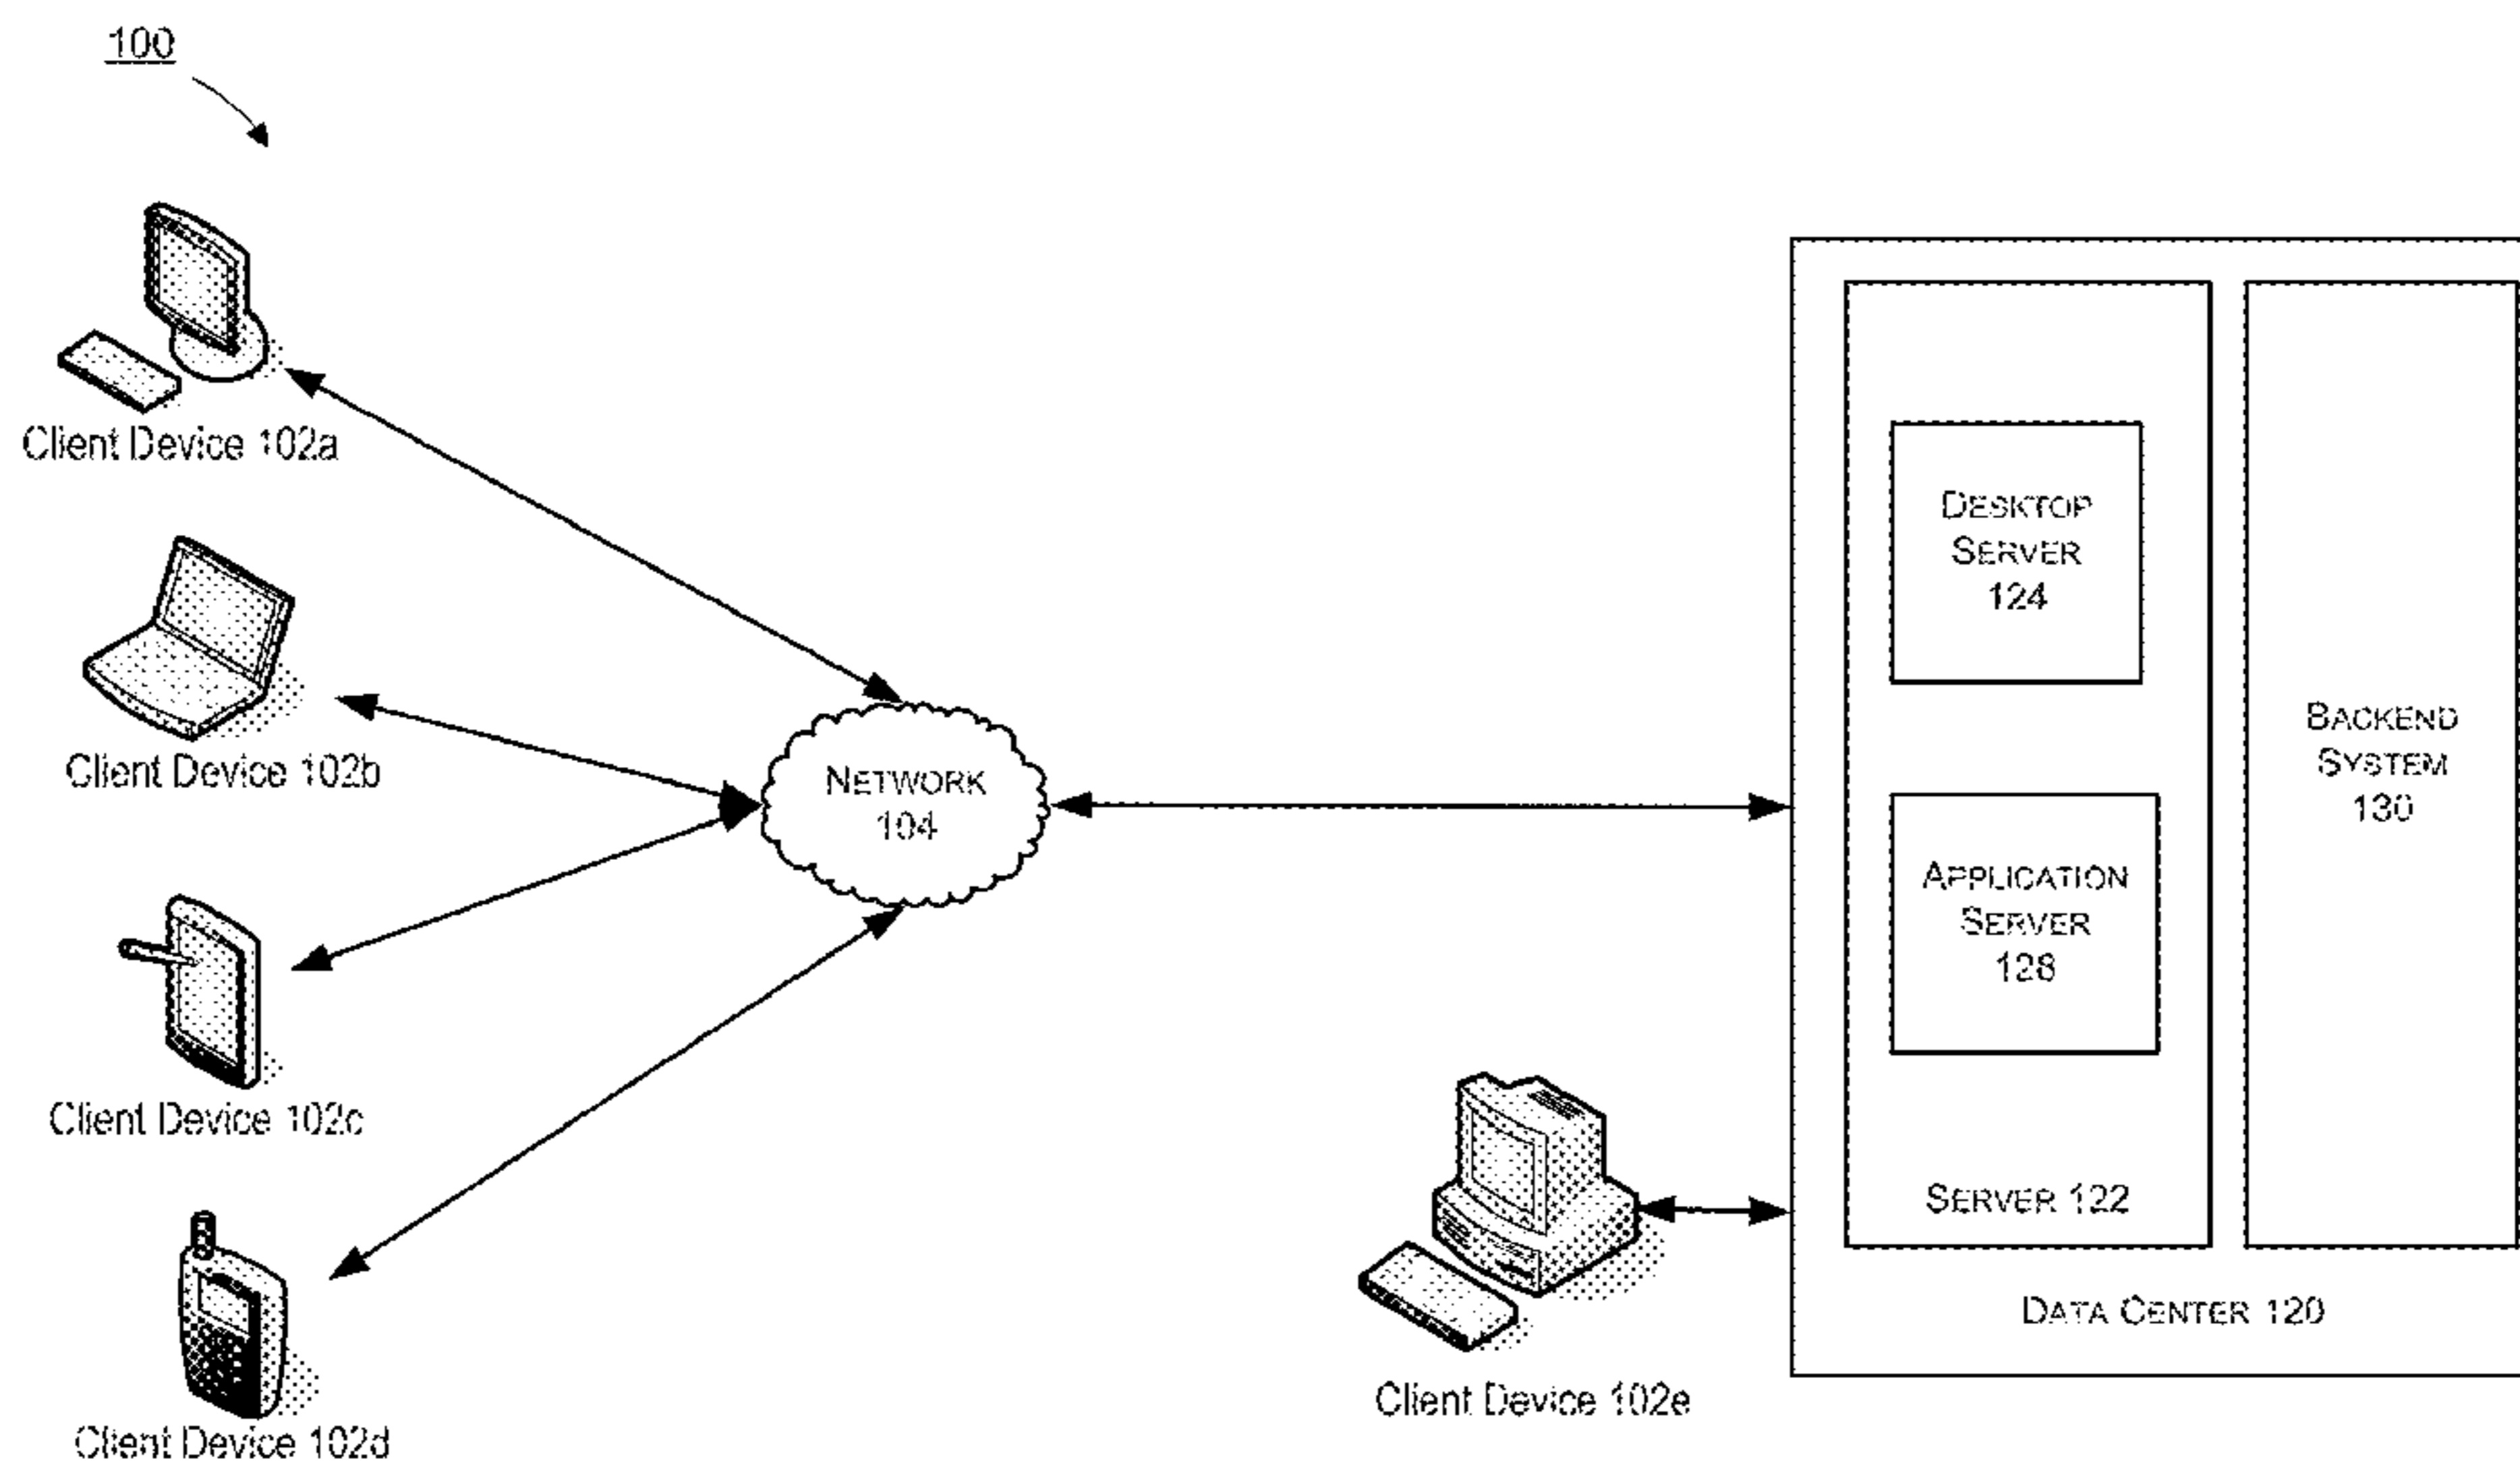 100
Client Device 102a
Client Device 102b
Client Device 102c
Client Device 102d
NETWORK
104
Client Device 102e
DESKTOP
SERVER
124
APPLICATION
SERVER
128
SERVER 122
BACKEND
SYSTEM
130
DATA CENTER 120